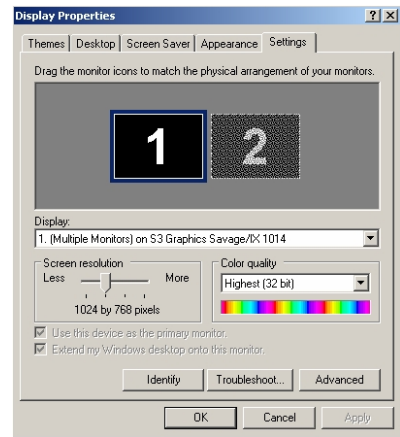 Display Properties
Themes Desktop Screen Saver Appearance Settings
Drag the monitor icons to match the physical arrangement of your monitors.
1 2
Display:
1. (Multiple Monitors) on S3 Graphics Savage/IX 1014
Screen resolution Color quality
Less More Highest (32 bit)
1024 by 768 pixels
Use this device as the primary monitor.
Extend my Windows desktop onto this monitor.
Identify Troubleshoot... Advanced
OK Cancel Apply